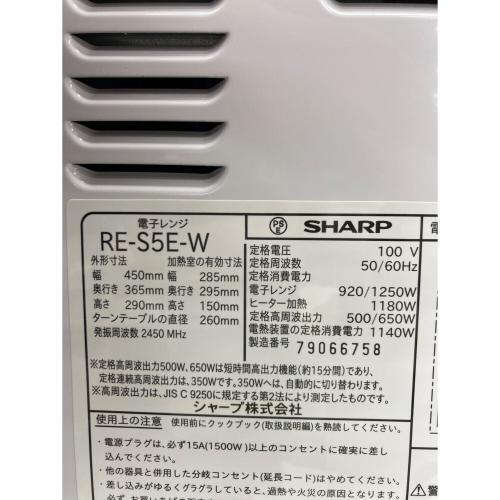 電子レンジ
RE-S5E-W
外形寸法 加熱室の有効寸法
幅 450mm 幅 285mm
奥行き 365mm 奥行き 295mm
高さ 290mm 高さ 150mm
ターンテーブルの直径 260mm
発振周波数 2450 MHz
PS
E
SHARP
定格電圧 100 V
定格周波数 50/60Hz
定格消費電力
電子レンジ 920/1250W
ヒーター加熱 1180W
定格高周波出力 500/650W
電熱装置の定格消費電力 1140W
製造番号 79066758
※定格高周波出力500W、650Wは短時間高出力機能(約15分間)であり、
定格連続高周波出力は、350Wです。350Wへは、自動的に切り替わります。
※高周波出力は、JIS C 9250に規定する第2法により測定したものです。
シャープ株式会社
使用上の注意 使用前にクックブック(取扱説明編)を熟読してください。
・電源プラグは、必ず15A(1500W)以上のコンセントに確実に差し
込んでください。
・他の器具と併用した分岐コンセント(延長コード)はやめてください。
・差し込みがゆるくグラグラしていると、過熱や火災の原因となります。
電